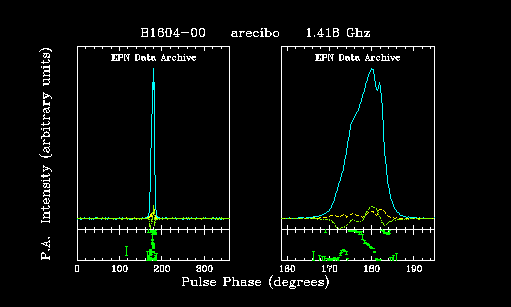 B1604-00 arecibo 1.418 Ghz
EPN Data Archive EPN Data Archive
P.A. Intensity (arbitrary units)
0 100 200 300 160 170 180 190
Pulse Phase (degrees)